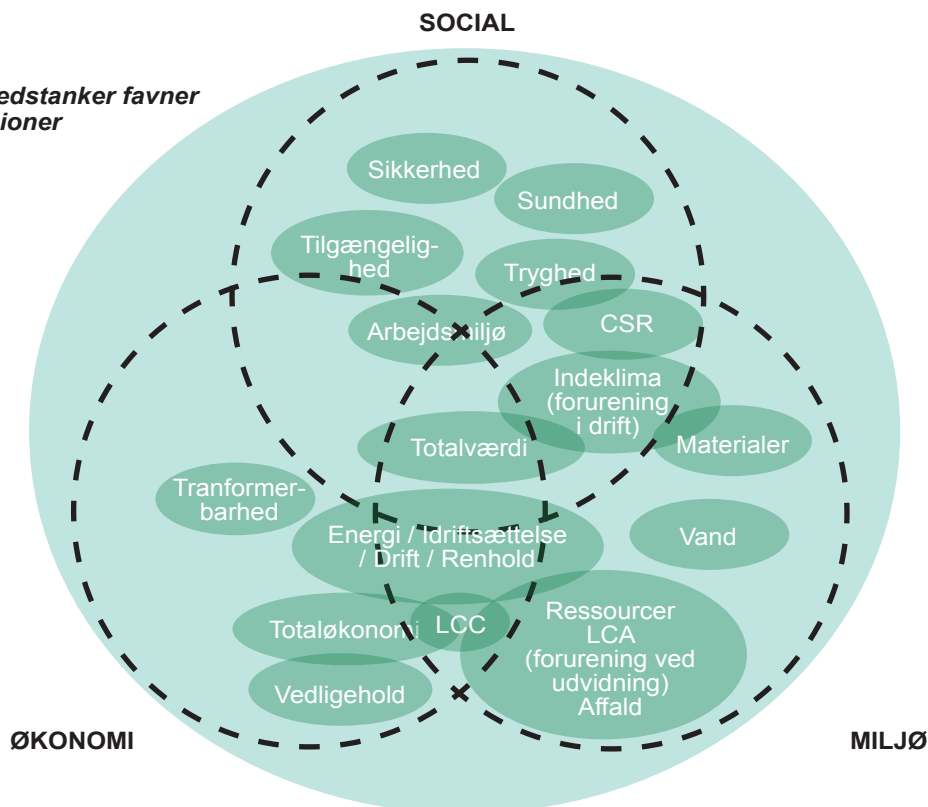 SOCIAL
edstanker favner
ioner
Sikkerhed
Sundhed
Tilgængelig-
hed
Tryghed
CSR
Arbejdsmiljø
Indeklima
(forurening
i drift)
Totalværdi
Materialer
Tranformer-
barhed
Energi / Idriftsættelse
/ Drift / Renhold
Vand
Totaløkonomi
LCC
Ressourcer
LCA
(forurening ved
udvidning)
Affald
Vedligehold
ØKONOMI
MILJØ